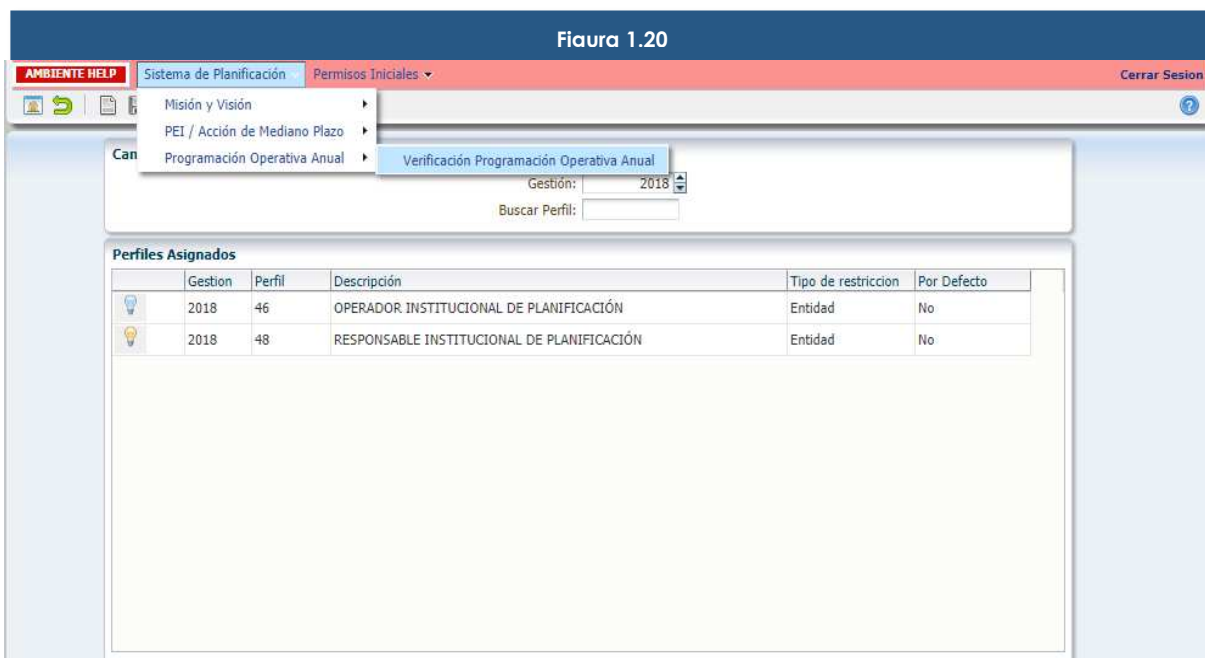 Figura 1.20
AMBIENTE HELP Sistema de Planificación Permisos Iniciales Cerrar Sesion
Misión y Visión
PEI / Acción de Mediano Plazo
Programación Operativa Anual Verificación Programación Operativa Anual
Gestión: 2018
Buscar Perfil:
Perfiles Asignados
Gestion Perfil Descripción Tipo de restriccion Por Defecto
2018 46 OPERADOR INSTITUCIONAL DE PLANIFICACIÓN Entidad No
2018 48 RESPONSABLE INSTITUCIONAL DE PLANIFICACIÓN Entidad No